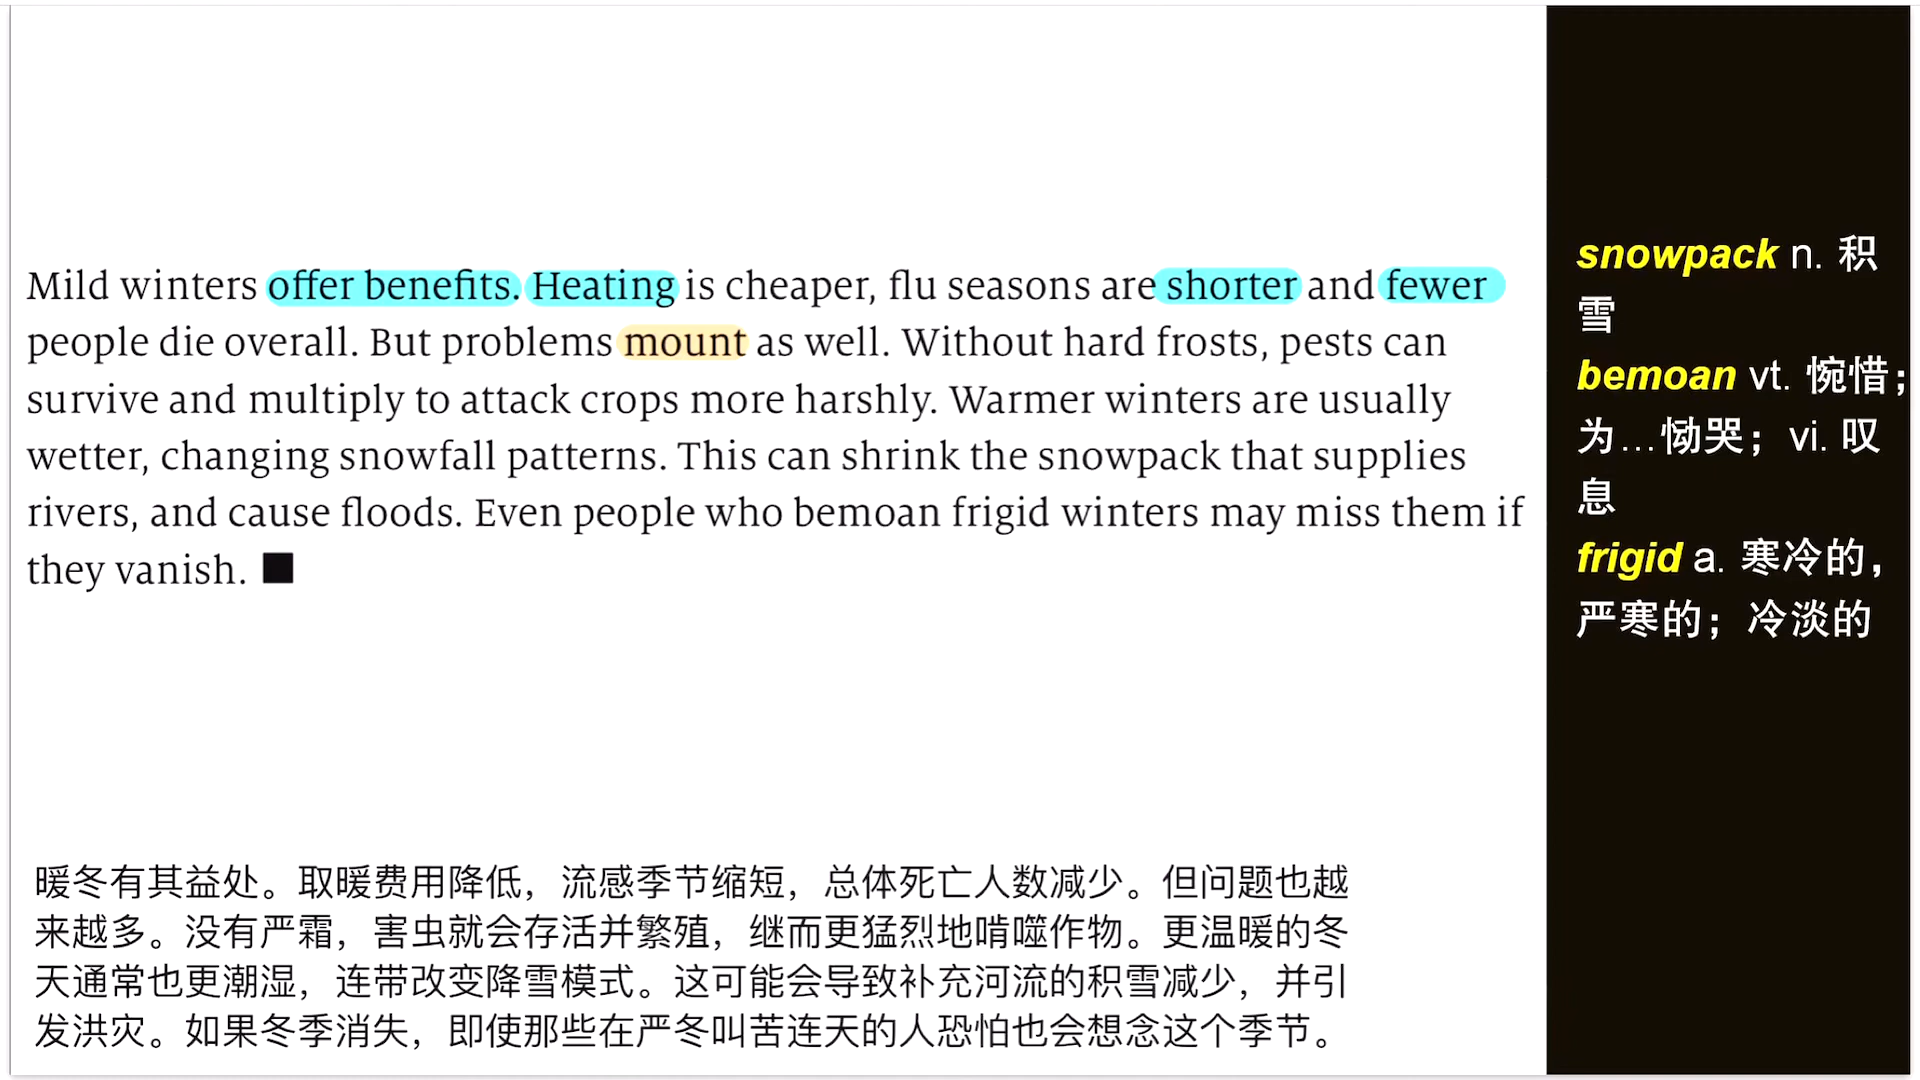 Mild winters offer benefits. Heating is cheaper, flu seasons are shorter and fewer
people die overall. But problems mount as well. Without hard frosts, pests can
survive and multiply to attack crops more harshly. Warmer winters are usually
wetter, changing snowfall patterns. This can shrink the snowpack that supplies
rivers, and cause floods. Even people who bemoan frigid winters may miss them if
they vanish. ■
暖冬有其益处。取暖费用降低，流感季节缩短，总体死亡人数减少。但问题也越
来越多。没有严霜，害虫就会存活并繁殖，继而更猛烈地啃噬作物。更温暖的冬
天通常也更潮湿，连带改变降雪模式。这可能会导致补充河流的积雪减少，并引
发洪灾。如果冬季消失，即使那些在严冬叫苦连天的人恐怕也会想念这个季节。
snowpack n. 积
雪
bemoan vt. 惋惜；
为…恸哭；vi. 叹
息
frigid a. 寒冷的，
严寒的；冷淡的